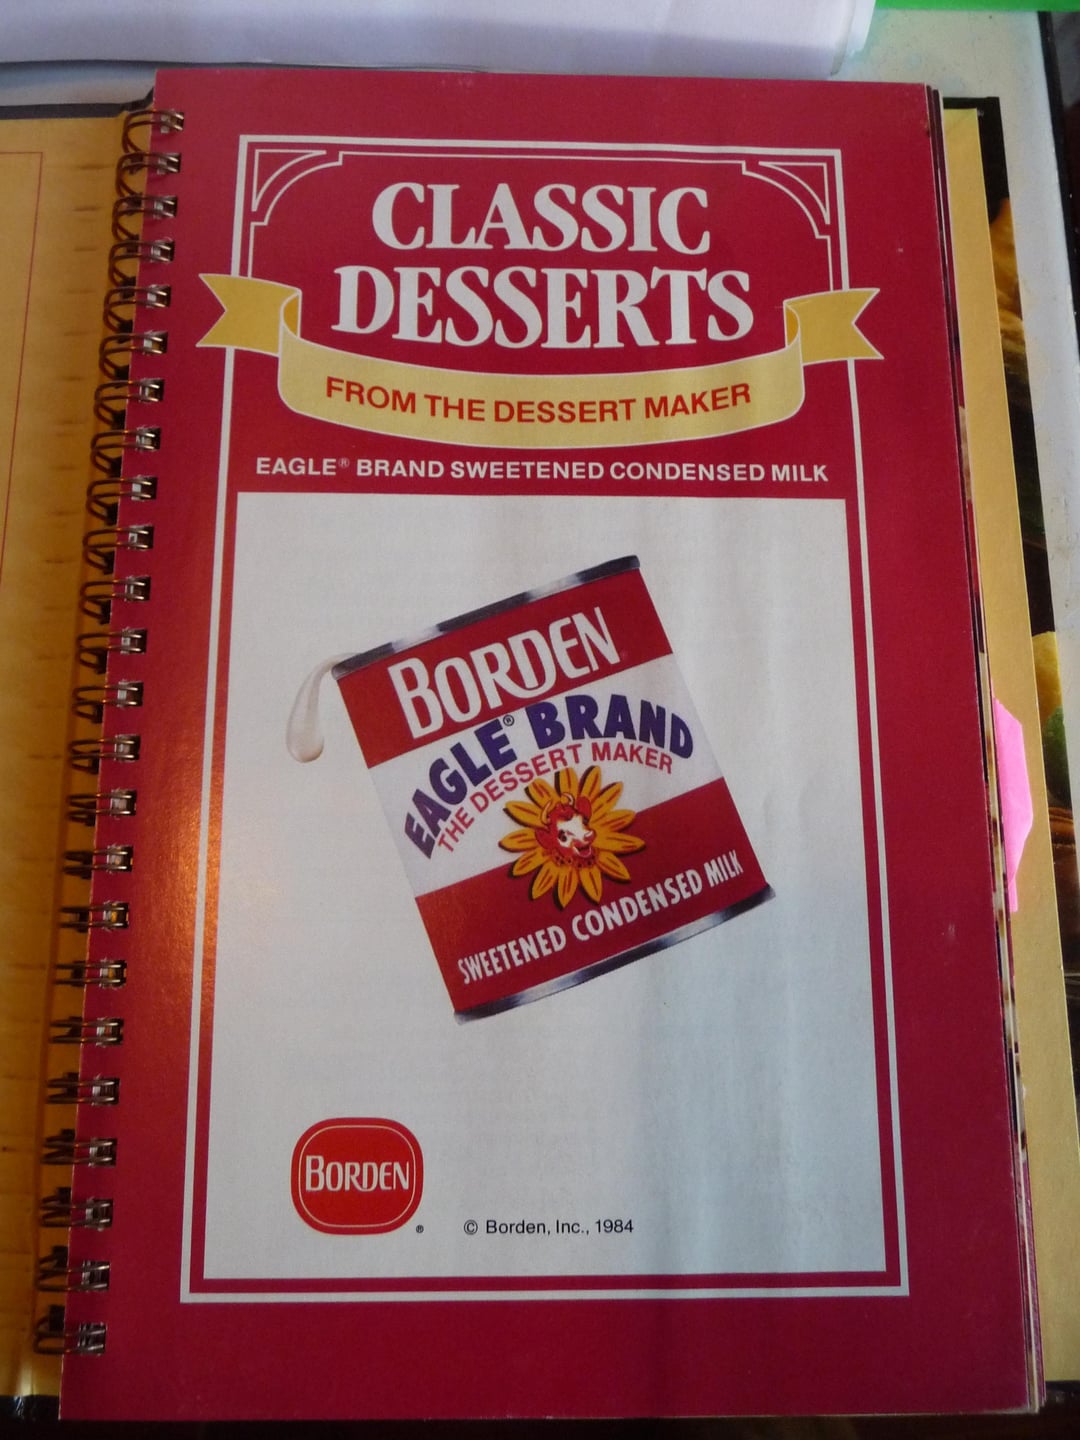 CLASSIC
DESSERTS
FROM THE DESSERT MAKER
EAGLE® BRAND SWEETENED CONDENSED MILK
BORDEN
EAGLE® BRAND
THE DESSERT MAKER
SWEETENED CONDENSED MILK
BORDEN®
© Borden, Inc., 1984